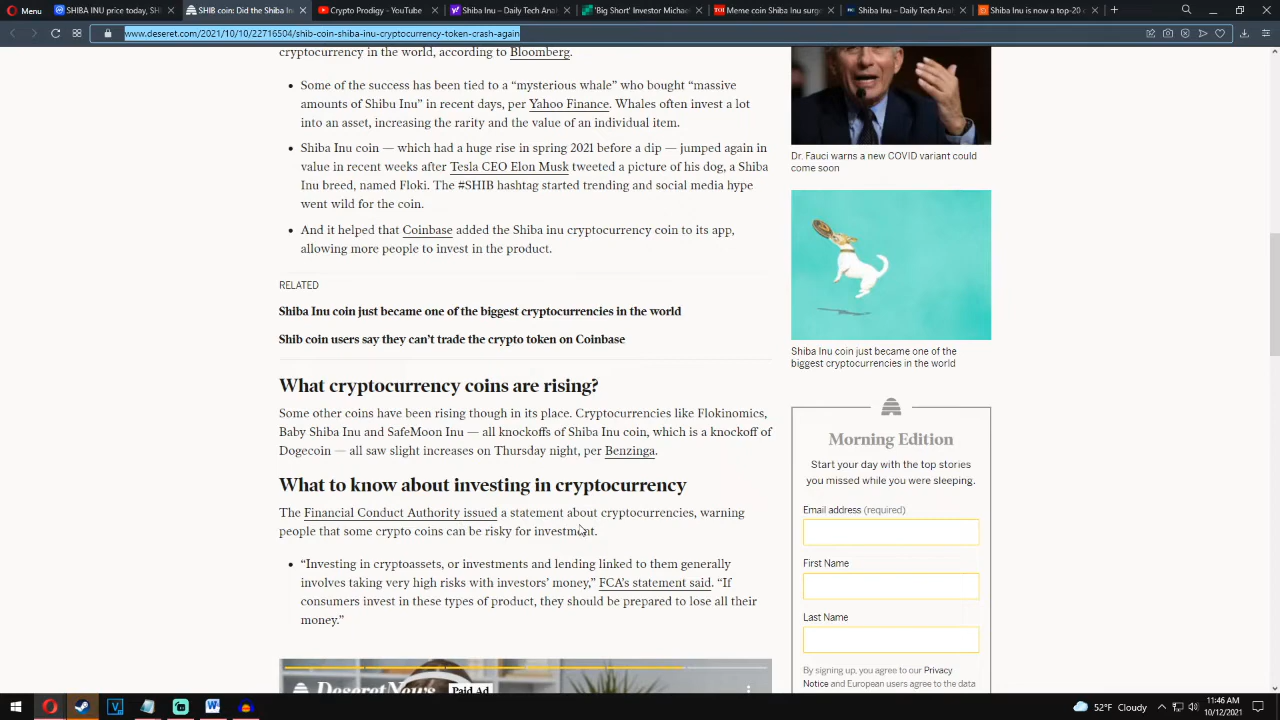 Menu
SHIBA INU price today, SH
SHIB coin: Did the Shiba In
Crypto Prodigy - YouTube
Shiba Inu – Daily Tech Anal
'Big Short' Investor Michae
Meme coin Shiba Inu surg
Shiba Inu – Daily Tech Anal
Shiba Inu is now a top-20 c
www.deseret.com/2021/10/10/22716504/shib-coin-shiba-inu-cryptocurrency-token-crash-again
cryptocurrency in the world, according to Bloomberg.
Some of the success has been tied to a “mysterious whale” who bought “massive
amounts of Shibu Inu” in recent days, per Yahoo Finance. Whales often invest a lot
into an asset, increasing the rarity and the value of an individual item.
Shiba Inu coin — which had a huge rise in spring 2021 before a dip — jumped again in
value in recent weeks after Tesla CEO Elon Musk tweeted a picture of his dog, a Shiba
Inu breed, named Floki. The #SHIB hashtag started trending and social media hype
went wild for the coin.
And it helped that Coinbase added the Shiba inu cryptocurrency coin to its app,
allowing more people to invest in the product.
RELATED
Shiba Inu coin just became one of the biggest cryptocurrencies in the world
Shib coin users say they can’t trade the crypto token on Coinbase
What cryptocurrency coins are rising?
Some other coins have been rising though in its place. Cryptocurrencies like Flokinomics,
Baby Shiba Inu and SafeMoon Inu — all knockoffs of Shiba Inu coin, which is a knockoff of
Dogecoin — all saw slight increases on Thursday night, per Benzinga.
What to know about investing in cryptocurrency
The Financial Conduct Authority issued a statement about cryptocurrencies, warning
people that some crypto coins can be risky for investment.
“Investing in cryptoassets, or investments and lending linked to them generally
involves taking very high risks with investors’ money,” FCA’s statement said. “If
consumers invest in these types of product, they should be prepared to lose all their
money.”
DeseretNews
Paid Ad
Dr. Fauci warns a new COVID variant could
come soon
Shiba Inu coin just became one of the
biggest cryptocurrencies in the world
Morning Edition
Start your day with the top stories
you missed while you were sleeping.
Email address (required)
First Name
Last Name
By signing up, you agree to our Privacy
Notice and European users agree to the data
52°F Cloudy
11:46 AM
10/12/2021